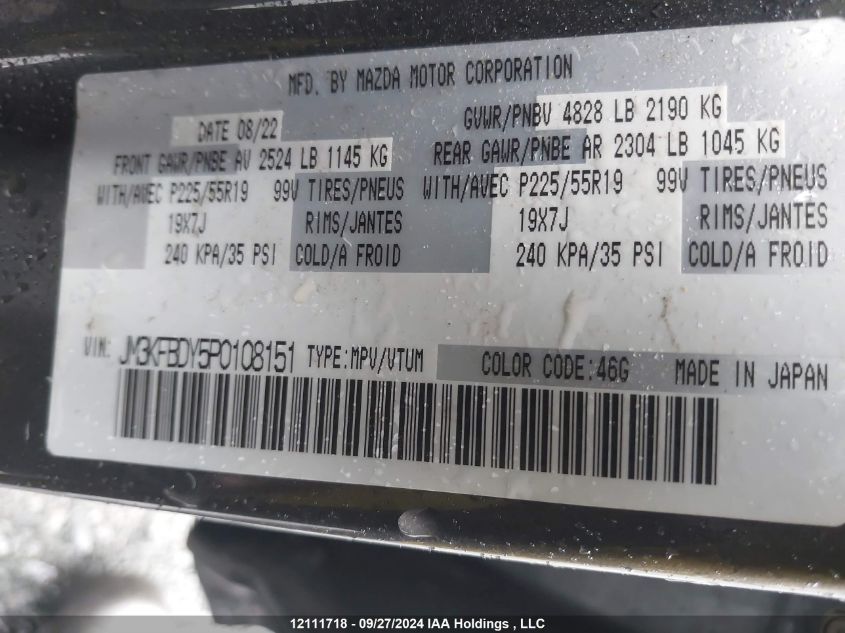 MFD. BY MAZDA MOTOR CORPORATION
DATE 08/22 GVWR/PNBV 4828 LB 2190 KG
FRONT GAWR/PNBE AV 2524 LB 1145 KG REAR GAWR/PNBE AR 2304 LB 1045 KG
WITH/AVEC P225/55R19 99V TIRES/PNEUS WITH/AVEC P225/55R19 99V TIRES/PNEUS
19X7J RIMS/JANTES 19X7J RIMS/JANTES
240 KPA/35 PSI COLD/A FROID 240 KPA/35 PSI COLD/A FROID
VIN: JM3KFBDY5P0108151 TYPE:MPV/VTUM COLOR CODE:46G MADE IN JAPAN
12111718 - 09/27/2024 IAA Holdings , LLC